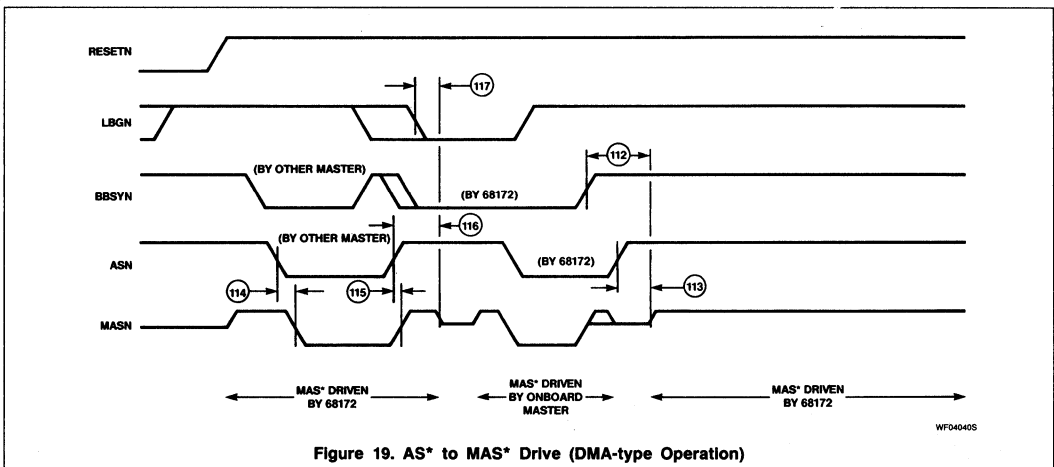 RESETN
117
LBGN
112
(BY OTHER MASTER)
BBSYN
(BY 68172)
116
(BY OTHER MASTER)
ASN
(BY 68172)
114
115
113
MASN
MAS* DRIVEN
BY 68172
MAS* DRIVEN
BY ONBOARD
MASTER
MAS* DRIVEN
BY 68172
WF04040S
Figure 19. AS* to MAS* Drive (DMA-type Operation)